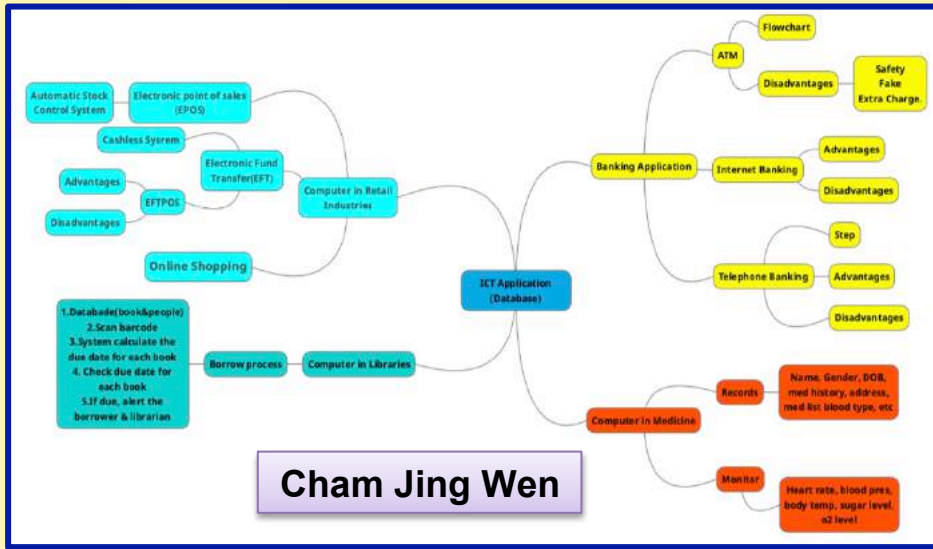 Automatic Stock
Control System
Electronic point of sales
(EPOS)
Cashless Sysrem
Electronic Fund
Transfer(EFT)
Advantages
EFTPOS
Disadvantages
Computer in Retail
Industries
Online Shopping
1.Databade(book&people)
2.Scan barcode
3.System calculate the
due date for each book
4. Check due date for
each book
5.If due, alert the
borrower & librarian
Borrow process
Computer in Libraries
ICT Application
(Database)
Banking Application
ATM
Flowchart
Disadvantages
Safety
Fake
Extra Charge.
Internet Banking
Advantages
Disadvantages
Telephone Banking
Step
Advantages
Disadvantages
Computer in Medicine
Records
Name, Gender, DOB,
med history, address,
med list blood type, etc
Monitor
Heart rate, blood pres,
body temp, sugar level,
o2 level
Cham Jing Wen